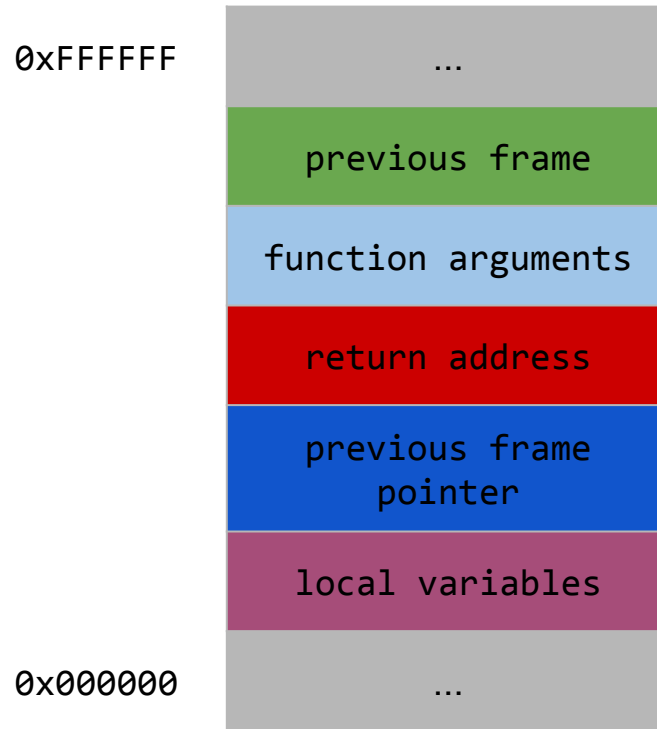 0xFFFFFF ...
previous frame
function arguments
return address
previous frame
pointer
local variables
0x000000 ...